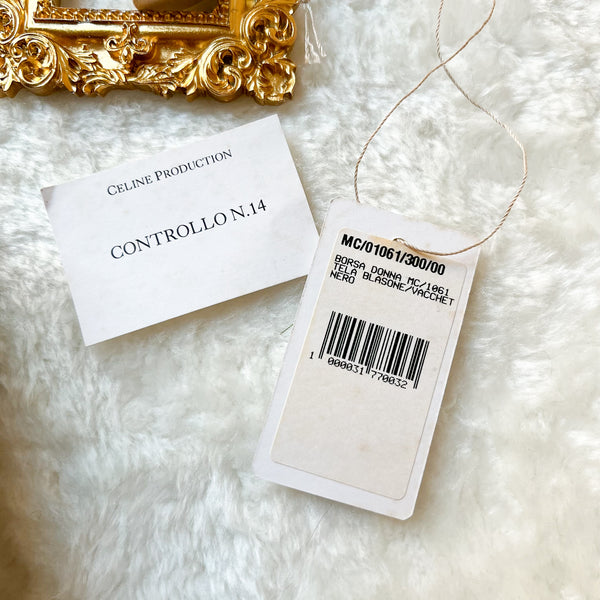 CELINE PRODUCTION
CONTROLLO N.14
MC/01061/300/00
BORSA DONNA MC/1061
TELA BLASONE/VACCHET
NERO
1 000031 770032